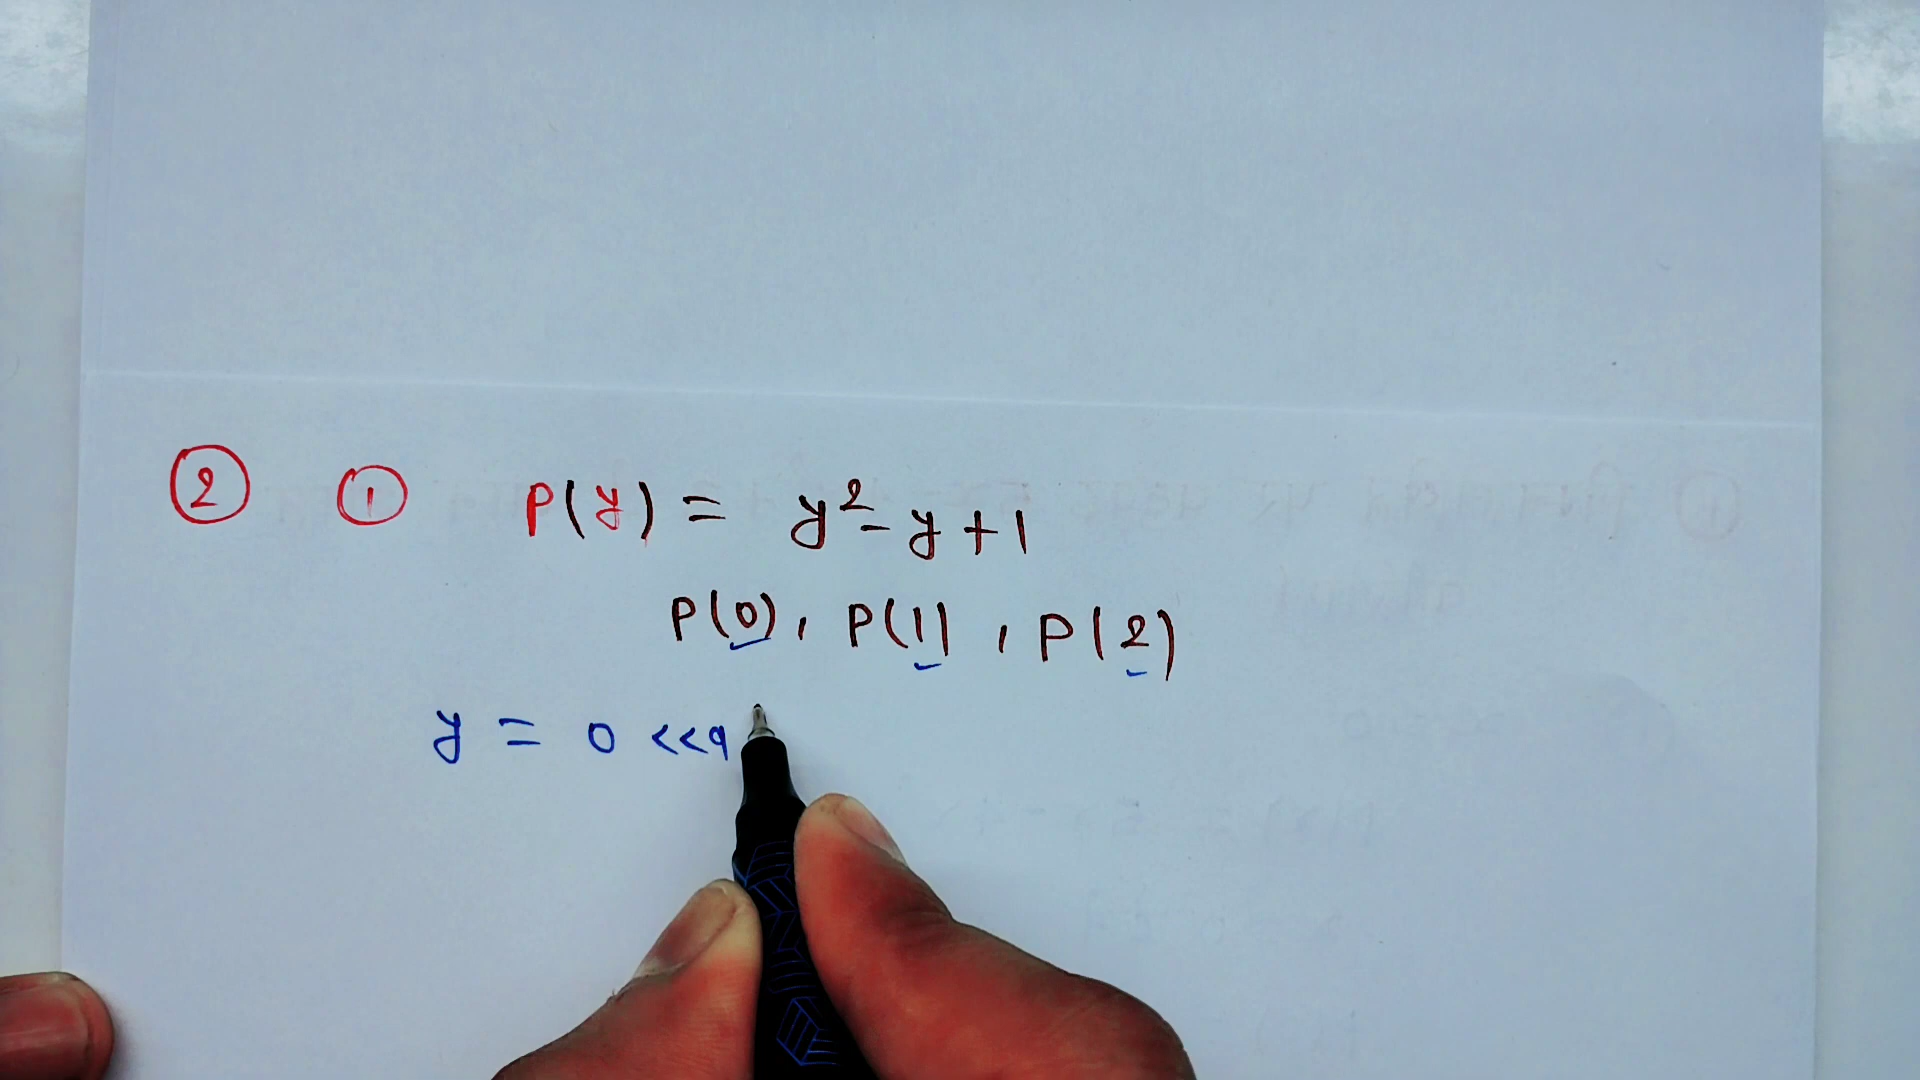 ② ① P(y) = y² - y + 1
P(0), P(1), P(2)
y = 0